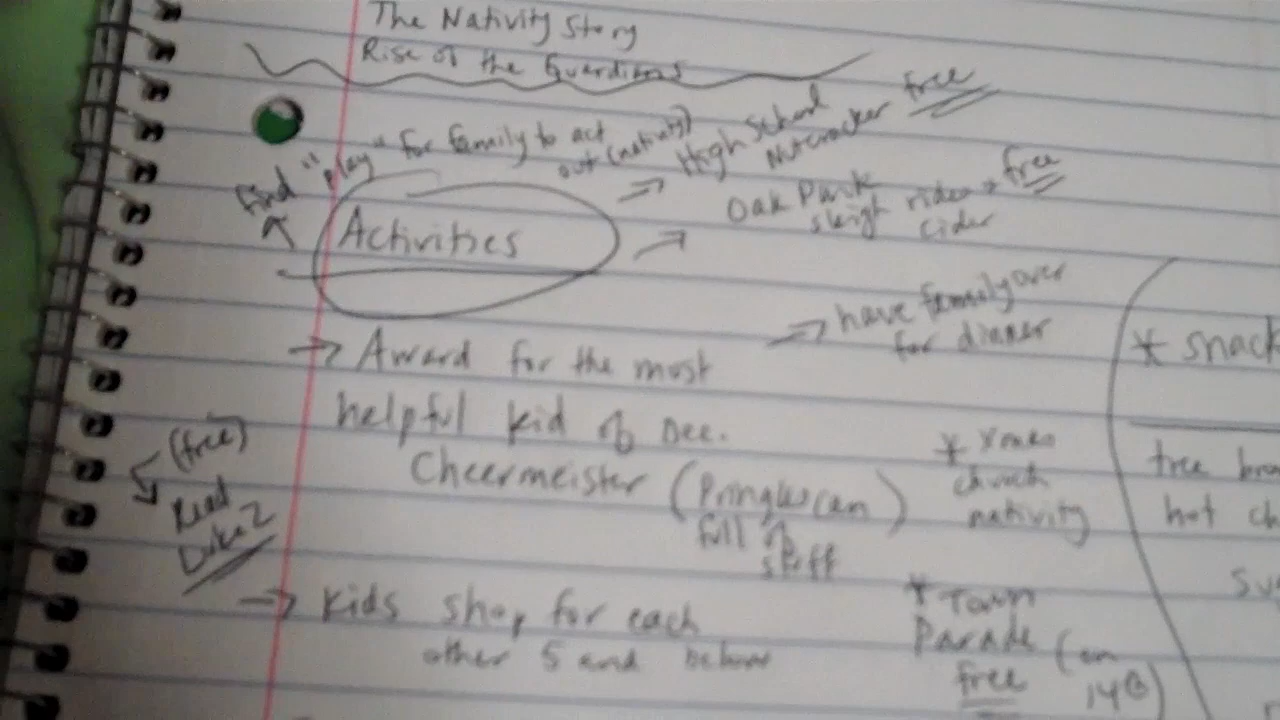 The Nativity Story
Rise of the Guardians
Find "play" for family to act
out (nativity)
High School free
Nutcracker
Oak Park free
sleigh rides +
cider
Activities
have family over
for dinner
→ Award for the most
helpful kid of Dec.
Cheermeister (Pringles can)
full of
stuff
* Xmas
church
nativity
(free)
Read
Luke 2
→ Kids shop for each
other 5 and below
* Town
Parade (on
free 14th)
* snack
tree
hot ch